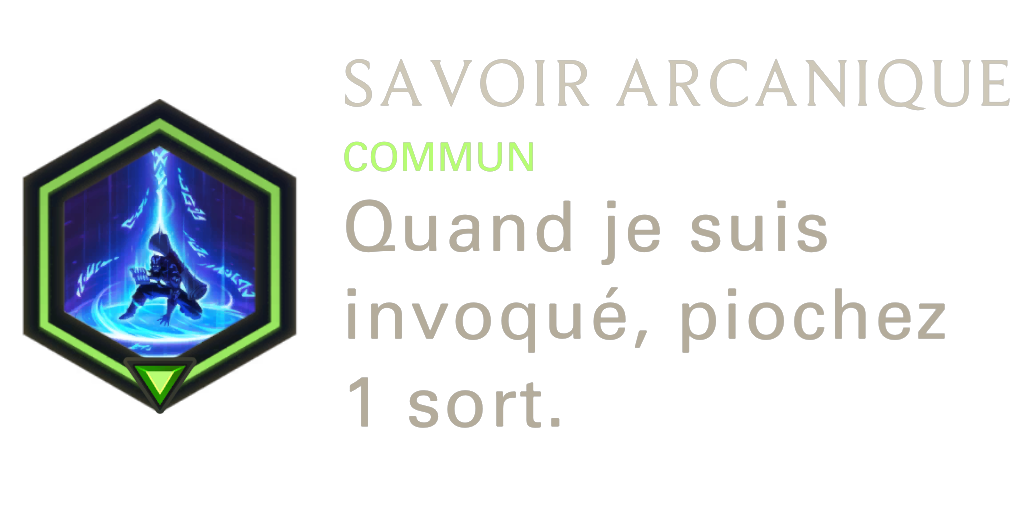 SAVOIR ARCANIQUE
COMMUN
Quand je suis
invoqué, piochez
1 sort.